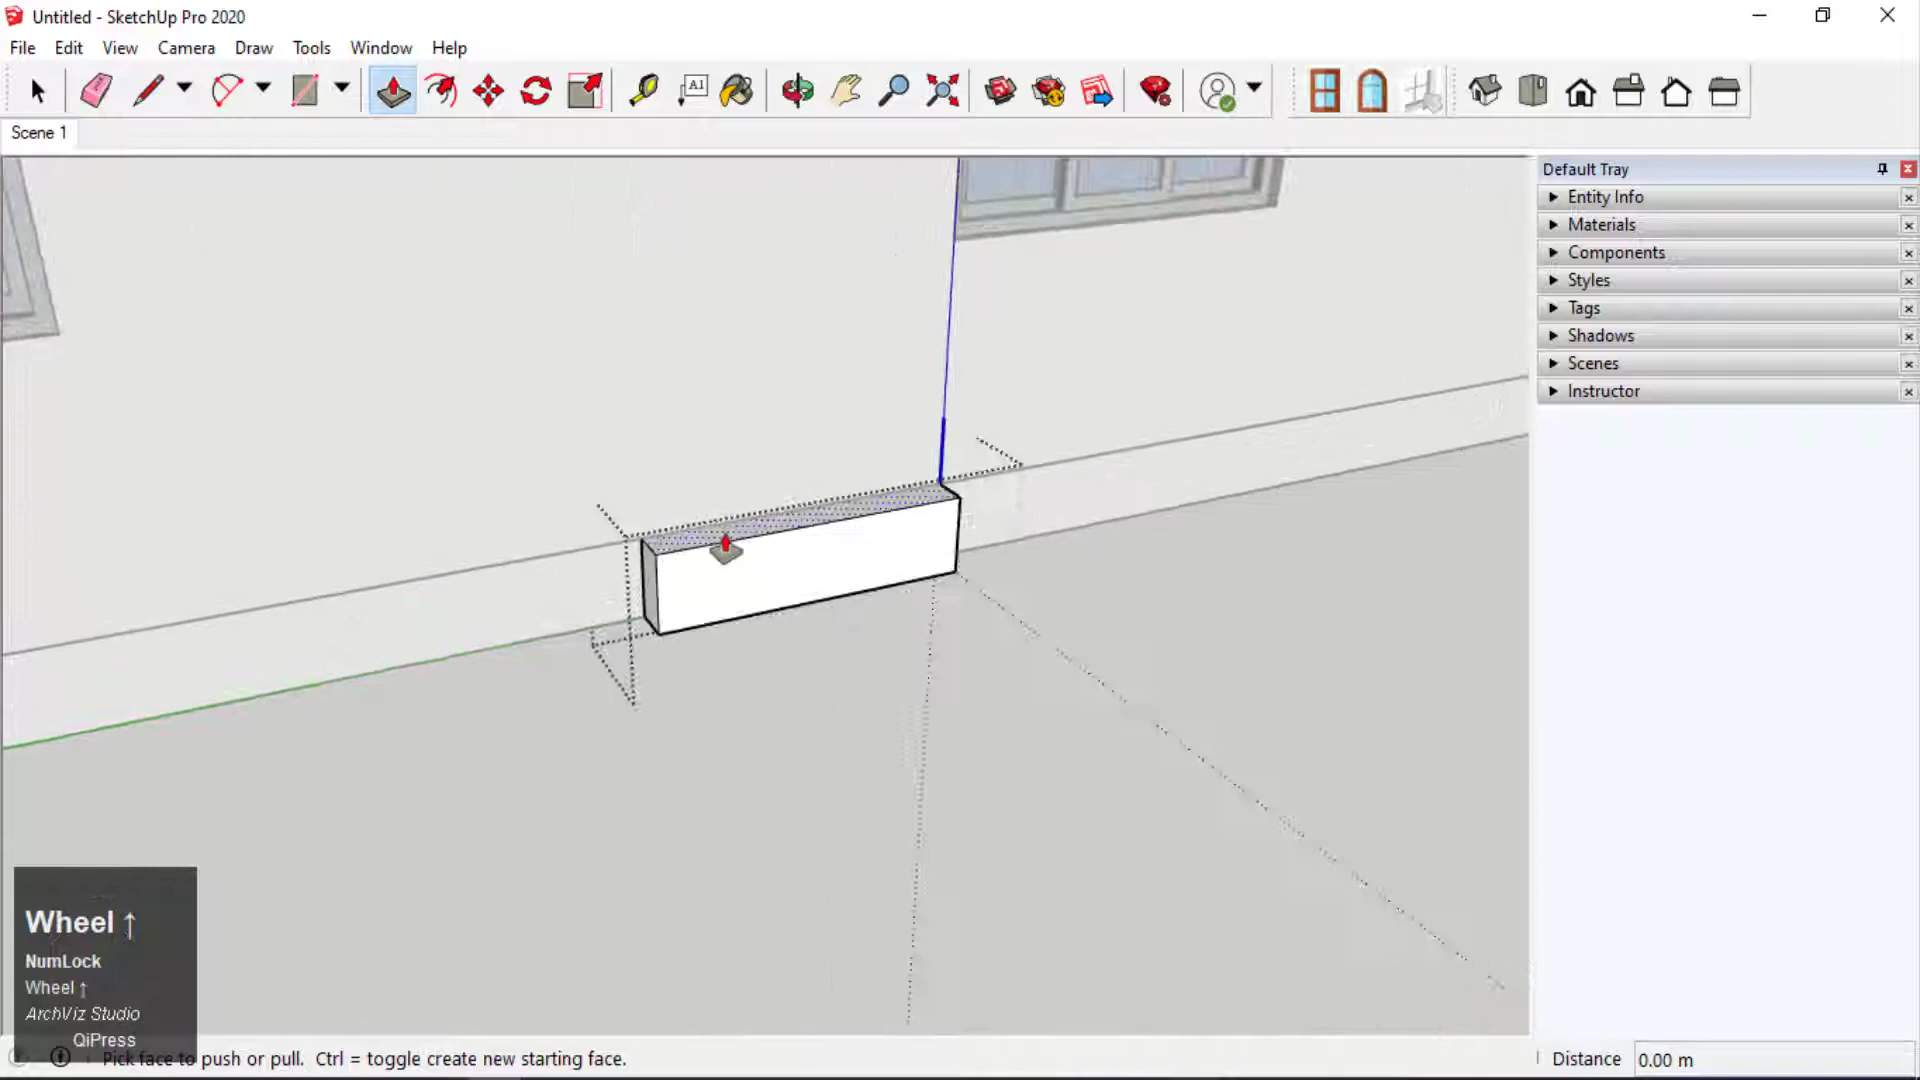 Untitled - SketchUp Pro 2020
File Edit View Camera Draw Tools Window Help
A1
Scene 1
Default Tray
Entity Info
Materials
Components
Styles
Tags
Shadows
Scenes
Instructor
Wheel ↑
NumLock
Wheel ↑
ArchViz Studio
QiPress
Pick face to push or pull. Ctrl = toggle create new starting face.
Distance 0.00 m